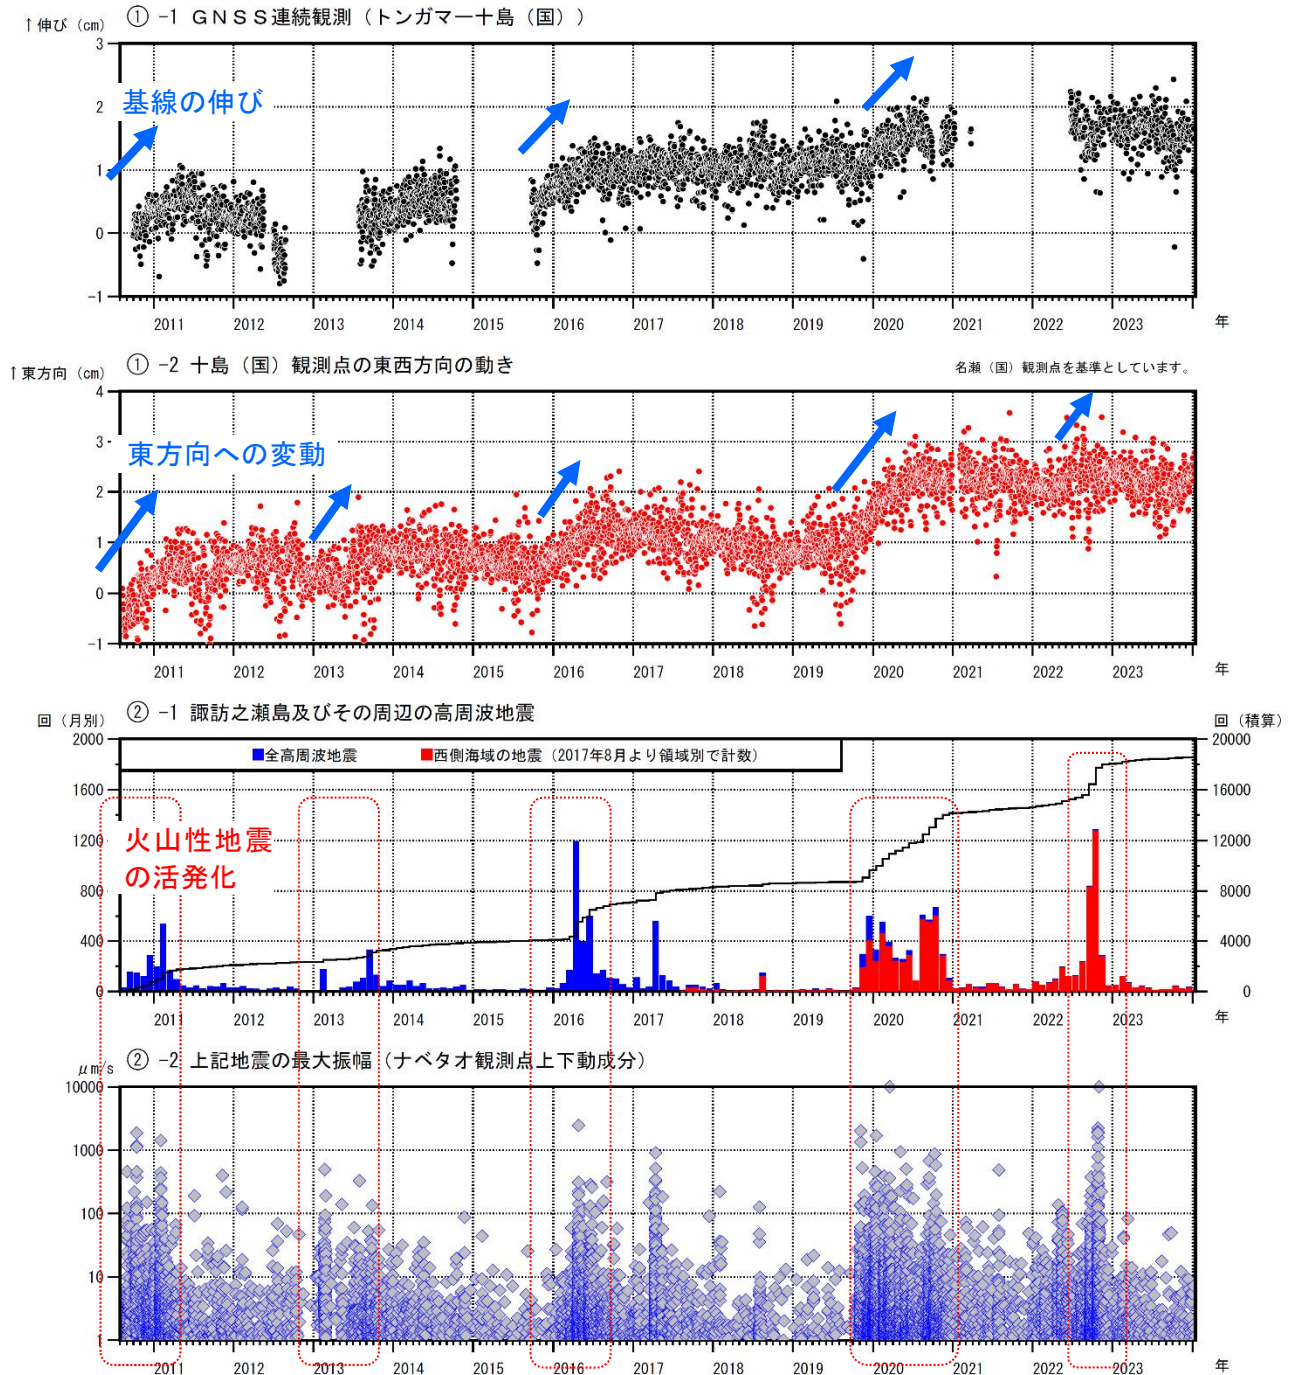 ① -1 ＧＮＳＳ連続観測（トンガマー十島（国））
↑伸び（cm）
3
2
1
0
-1
基線の伸び
2011 2012 2013 2014 2015 2016 2017 2018 2019 2020 2021 2022 2023 年
① -2 十島（国）観測点の東西方向の動き
↑東方向（cm）
名瀬（国）観測点を基準としています。
4
3
2
1
0
-1
東方向への変動
2011 2012 2013 2014 2015 2016 2017 2018 2019 2020 2021 2022 2023 年
② -1 諏訪之瀬島及びその周辺の高周波地震
回（月別）
回（積算）
2000 20000
■全高周波地震 ■西側海域の地震（2017年8月より領域別で計数）
1600 16000
1200 12000
800 8000
400 4000
0 0
火山性地震
の活発化
2011 2012 2013 2014 2015 2016 2017 2018 2019 2020 2021 2022 2023 年
② -2 上記地震の最大振幅（ナベタオ観測点上下動成分）
μm/s
10000
1000
100
10
1
2011 2012 2013 2014 2015 2016 2017 2018 2019 2020 2021 2022 2023 年